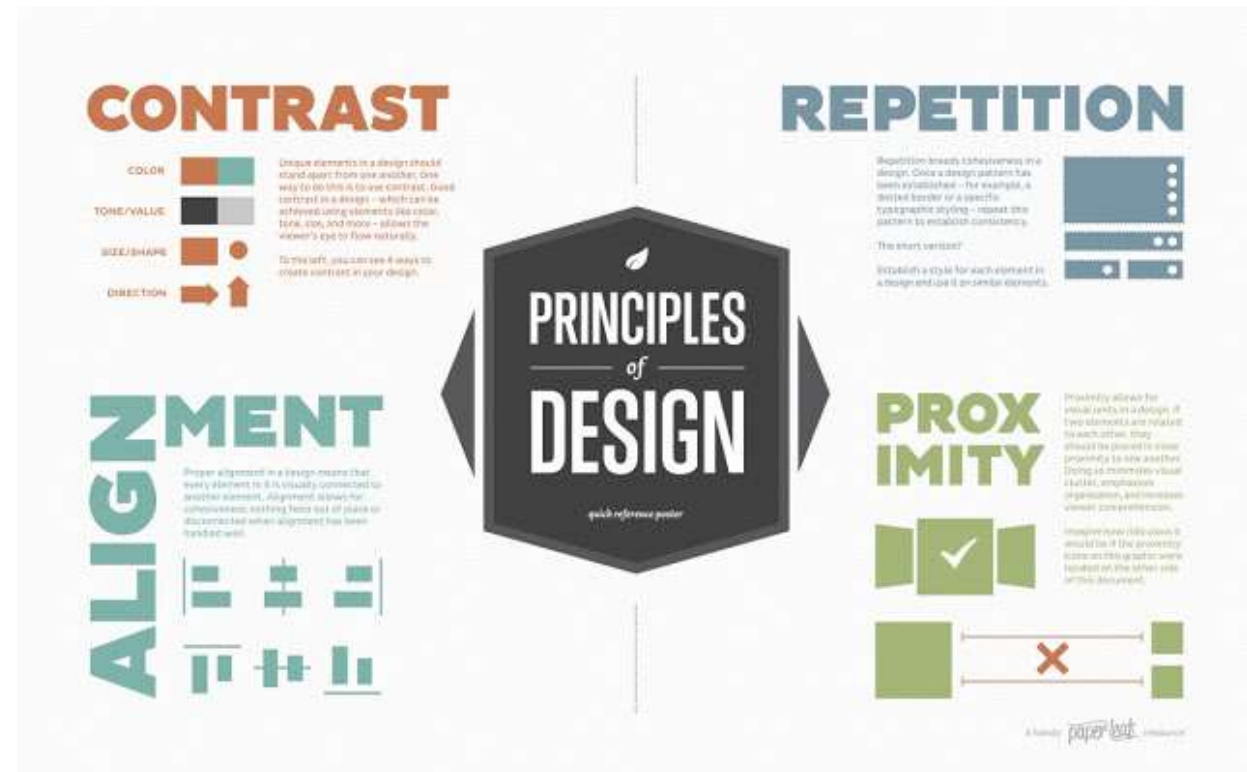 CONTRAST
COLOR
TONE/VALUE
SIZE/SHAPE
DIRECTION
Unique elements in a design should
stand apart from one another. One
way to do this is to use contrast. Good
contrast in a design – which can be
achieved using elements like color,
tone, size, and more – allows the
viewer's eye to flow naturally.
To the left, you can see 4 ways to
create contrast in your design.
REPETITION
Repetition breeds cohesiveness in a
design. Once a design pattern has
been established – for example, a
dotted border or a specific
typographic styling – repeat this
pattern to establish consistency.
The short version?
Establish a style for each element in
a design and use it on similar elements.
PRINCIPLES
of
DESIGN
quick reference poster
ALIGNMENT
Proper alignment in a design means that
every element in it is visually connected to
another element. Alignment allows for
cohesiveness; nothing feels out of place or
disconnected when alignment has been
handled well.
PROX
IMITY
Proximity allows for
visual unity in a design. If
two elements are related
to each other, they
should be placed in close
proximity to one another.
Doing so minimizes visual
clutter, emphasizes
organization, and increases
viewer comprehension.
Imagine how ridiculous it
would be if the proximity
icons on this graphic were
located on the other side
of this document.
a handy paper leaf resource